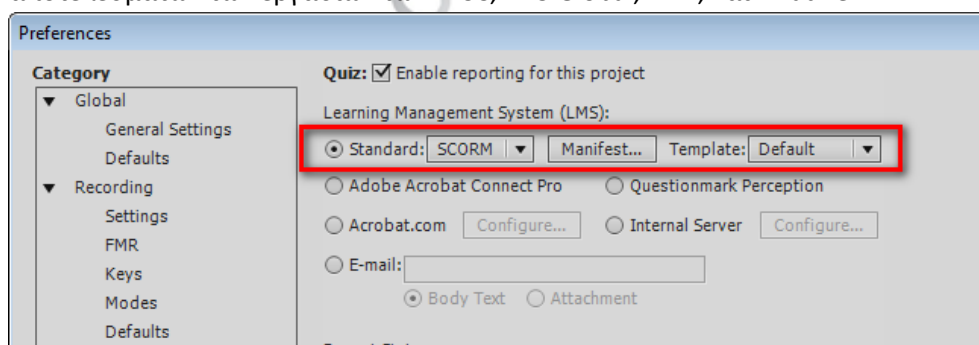 Preferences
Category
Global
General Settings
Defaults
Recording
Settings
FMR
Keys
Modes
Defaults
Quiz: Enable reporting for this project
Learning Management System (LMS):
Standard: SCORM Manifest... Template: Default
Adobe Acrobat Connect Pro Questionmark Perception
Acrobat.com Configure... Internal Server Configure...
E-mail:
Body Text Attachment